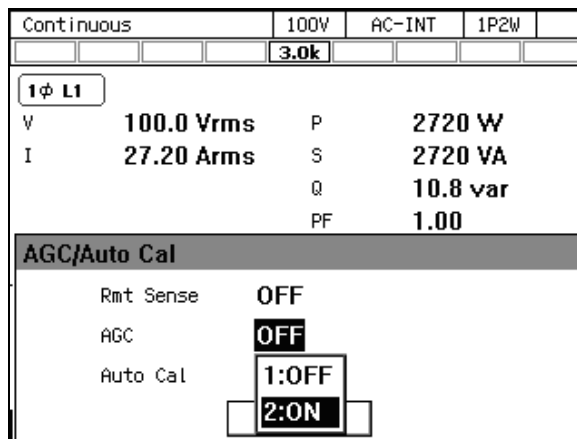 Continuous 100V AC-INT 1P2W
3.0k
1ϕ L1
V 100.0 Vrms P 2720 W
I 27.20 Arms S 2720 VA
Q 10.8 var
PF 1.00
AGC/Auto Cal
Rmt Sense OFF
AGC OFF
Auto Cal 1:OFF
2:ON